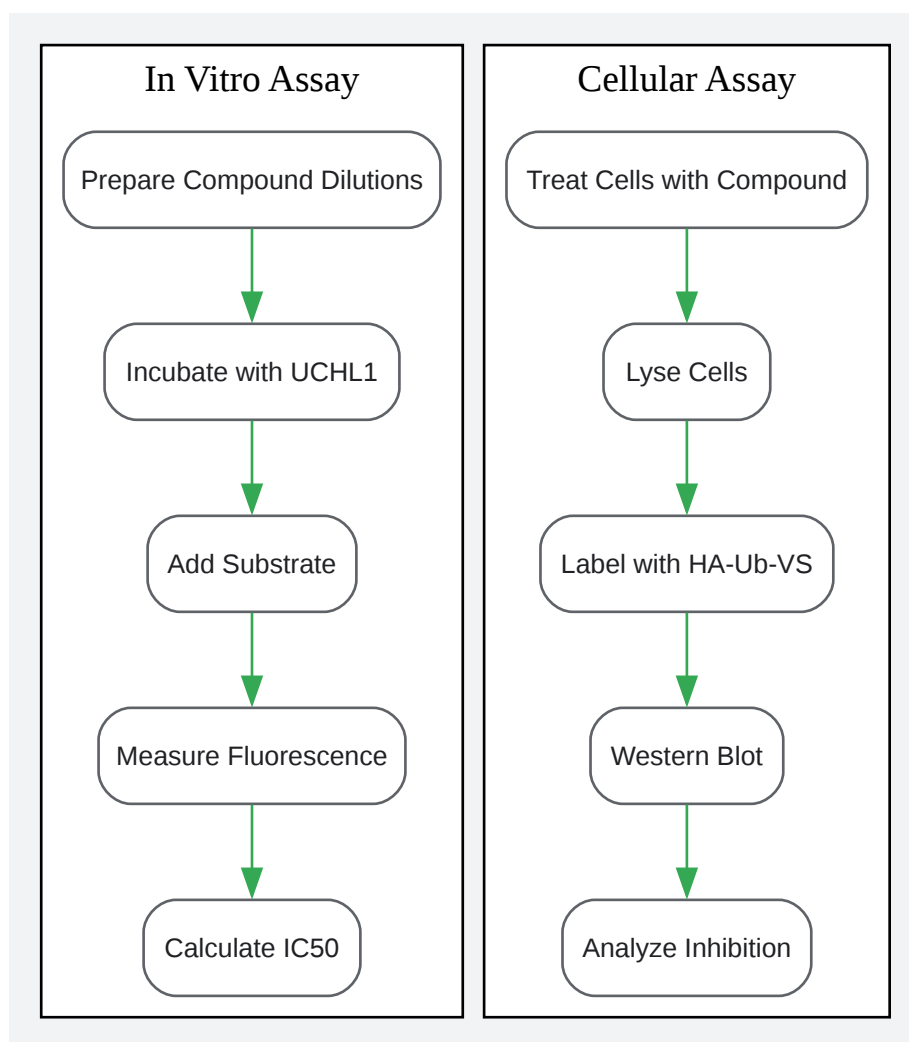 In Vitro Assay
Prepare Compound Dilutions
Incubate with UCHL1
Add Substrate
Measure Fluorescence
Calculate IC50
Cellular Assay
Treat Cells with Compound
Lyse Cells
Label with HA-Ub-VS
Western Blot
Analyze Inhibition